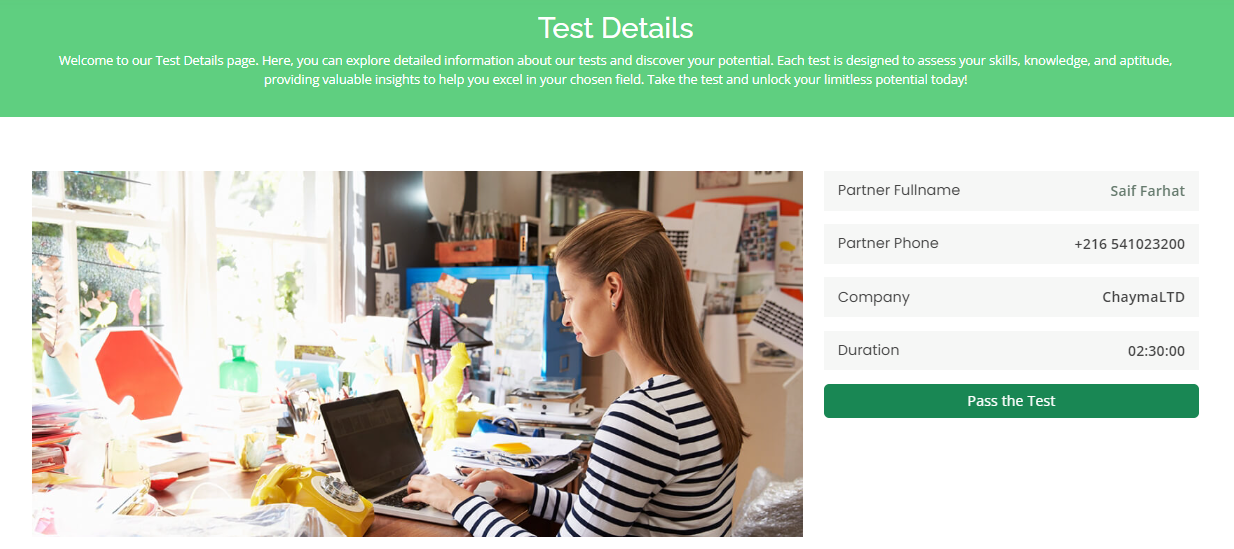 Test Details
Welcome to our Test Details page. Here, you can explore detailed information about our tests and discover your potential. Each test is designed to assess your skills, knowledge, and aptitude,
providing valuable insights to help you excel in your chosen field. Take the test and unlock your limitless potential today!
Partner Fullname Saif Farhat
Partner Phone +216 541023200
Company ChaymaLTD
Duration 02:30:00
Pass the Test